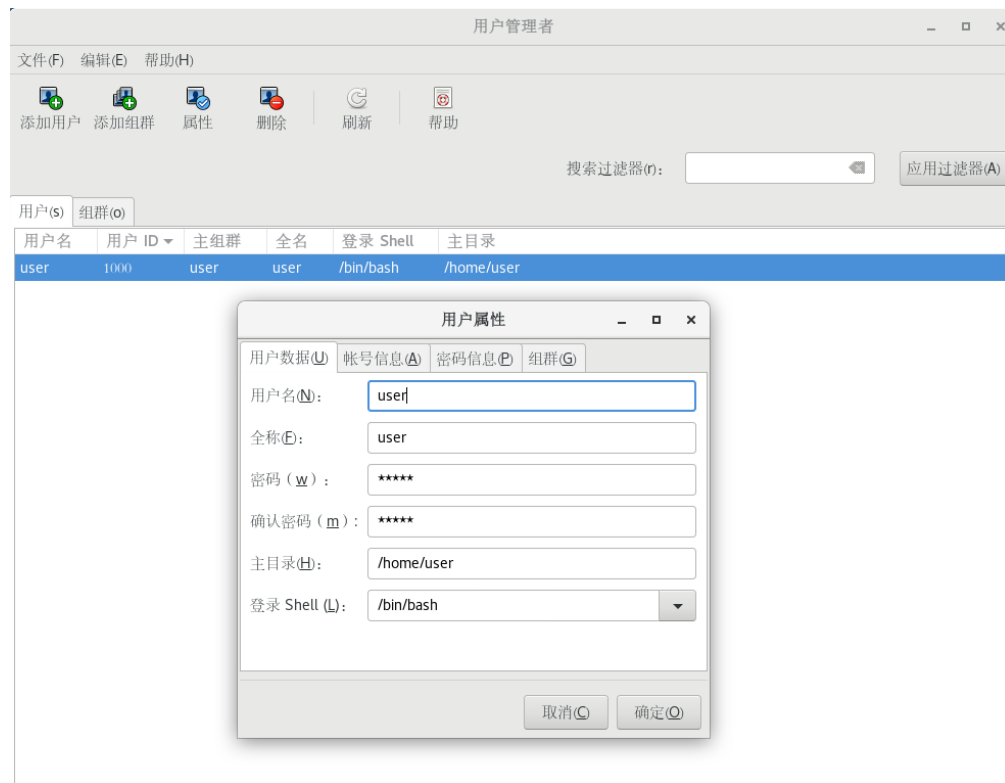 用户管理者
文件(F) 编辑(E) 帮助(H)
添加用户 添加组群 属性 删除 刷新 帮助
搜索过滤器(r): 应用过滤器(A)
用户(s) 组群(o)
用户名 用户 ID 主组群 全名 登录 Shell 主目录
user 1000 user user /bin/bash /home/user
用户属性
用户数据(U) 帐号信息(A) 密码信息(P) 组群(G)
用户名(N): user
全称(F): user
密码（w）: *****
确认密码（m）: *****
主目录(H): /home/user
登录 Shell (L): /bin/bash
取消(C) 确定(O)